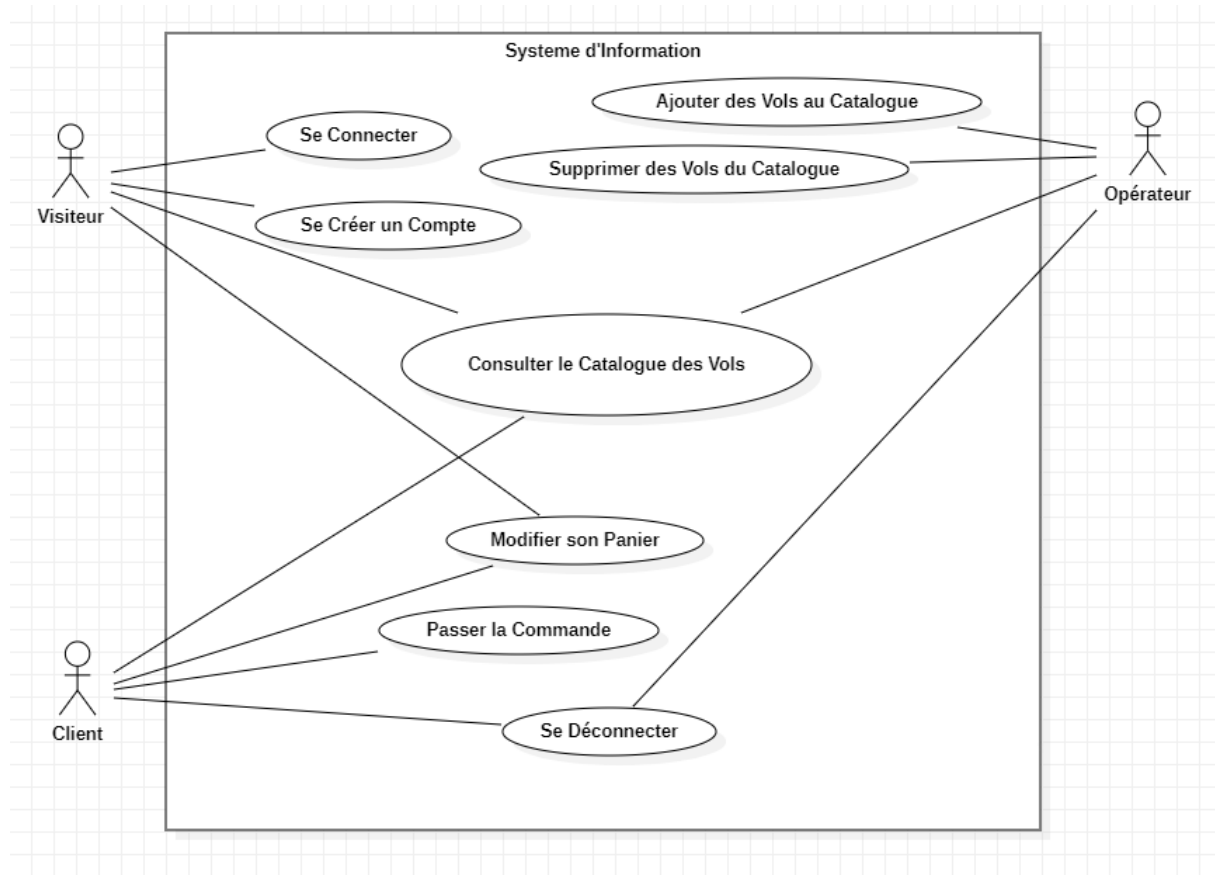 Systeme d'Information
Ajouter des Vols au Catalogue
Se Connecter
Supprimer des Vols du Catalogue
Opérateur
Visiteur
Se Créer un Compte
Consulter le Catalogue des Vols
Modifier son Panier
Passer la Commande
Se Déconnecter
Client